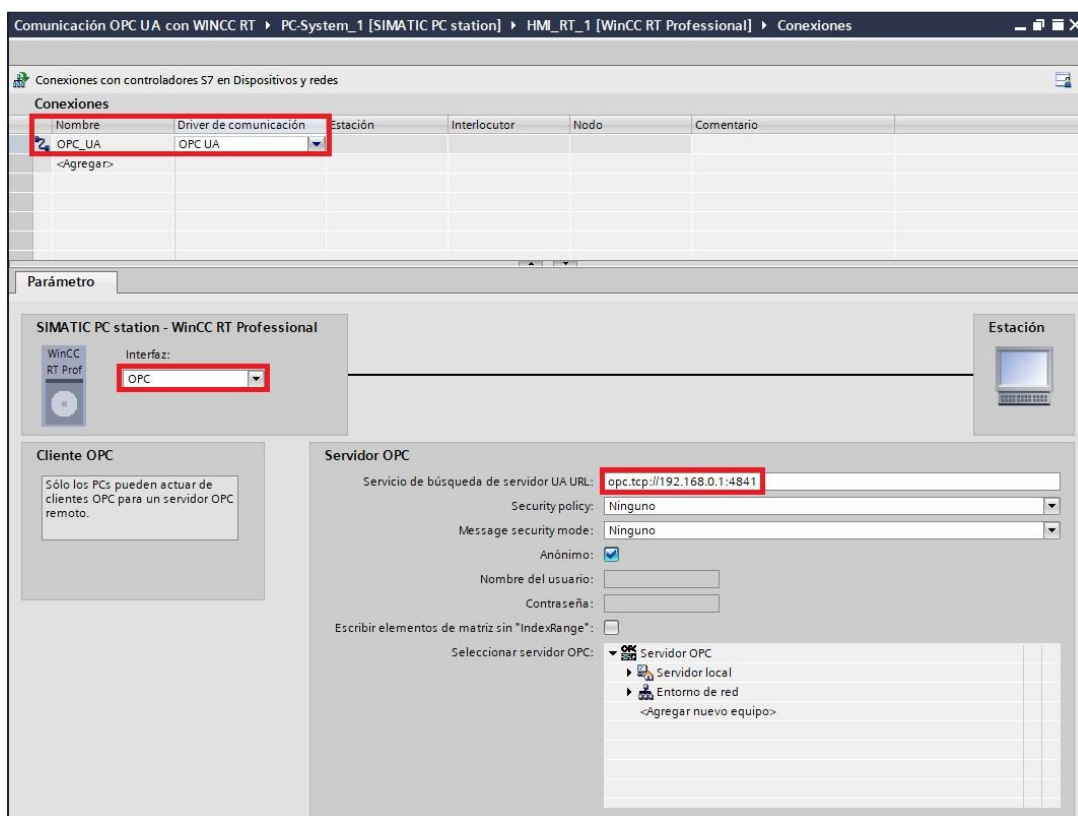 Comunicación OPC UA con WINCC RT ▸ PC-System_1 [SIMATIC PC station] ▸ HMI_RT_1 [WinCC RT Professional] ▸ Conexiones
Conexiones con controladores S7 en Dispositivos y redes
Conexiones
Nombre Driver de comunicación Estación Interlocutor Nodo Comentario
OPC_UA OPC UA
<Agregar>
Parámetro
SIMATIC PC station - WinCC RT Professional
Estación
WinCC
RT Prof
Interfaz:
OPC
Cliente OPC
Sólo los PCs pueden actuar de
clientes OPC para un servidor OPC
remoto.
Servidor OPC
Servicio de búsqueda de servidor UA URL: opc.tcp://192.168.0.1:4841
Security policy: Ninguno
Message security mode: Ninguno
Anónimo:
Nombre del usuario:
Contraseña:
Escribir elementos de matriz sin "IndexRange":
Seleccionar servidor OPC: Servidor OPC
Servidor local
Entorno de red
<Agregar nuevo equipo>